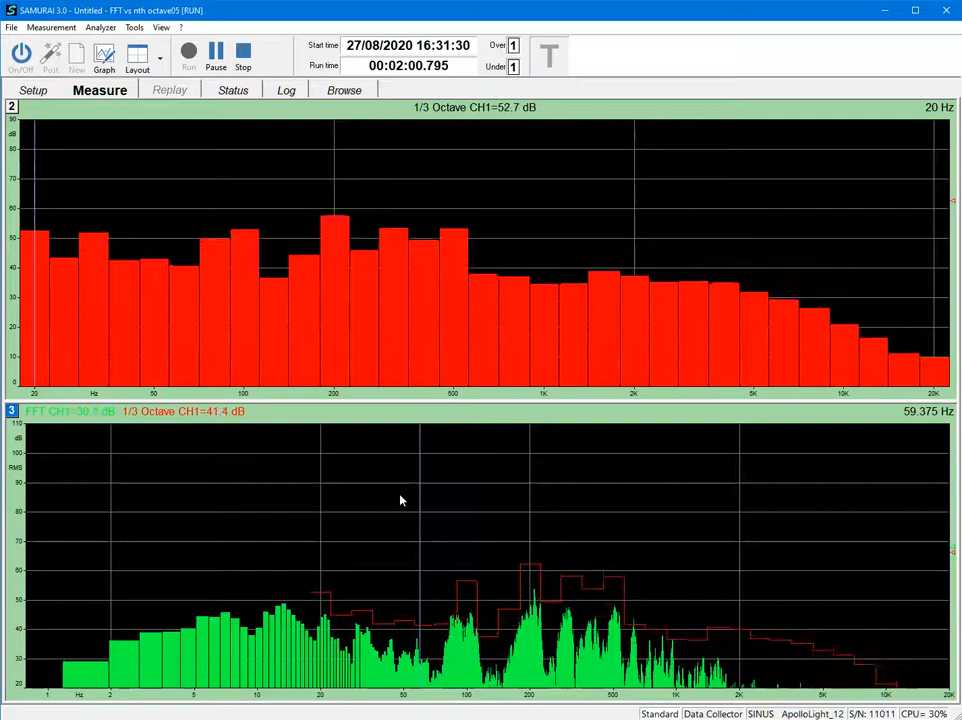 SAMURAI 3.0 - Untitled - FFT vs nth octave05 [RUN]
File Measurement Analyzer Tools View ?
On/Off Post New Graph Layout Run Pause Stop
Start time 27/08/2020 16:31:30 Over 1
Run time 00:02:00.795 Under 1
T
Setup Measure Replay Status Log Browse
2 1/3 Octave CH1=52.7 dB 20 Hz
90
dB
80
70
60
50
40
30
20
10
0
20 Hz 50 100 200 500 1K 2K 5K 10K 20K
3 1/3 Octave CH1=41.4 dB 59.375 Hz
110
dB
100
RMS
90
80
70
60
50
40
30
20
1 Hz 2 5 10 20 50 100 200 500 1K 2K 5K 10K 20K
Standard Data Collector SINUS ApolloLight_12 S/N: 11011 CPU= 30%